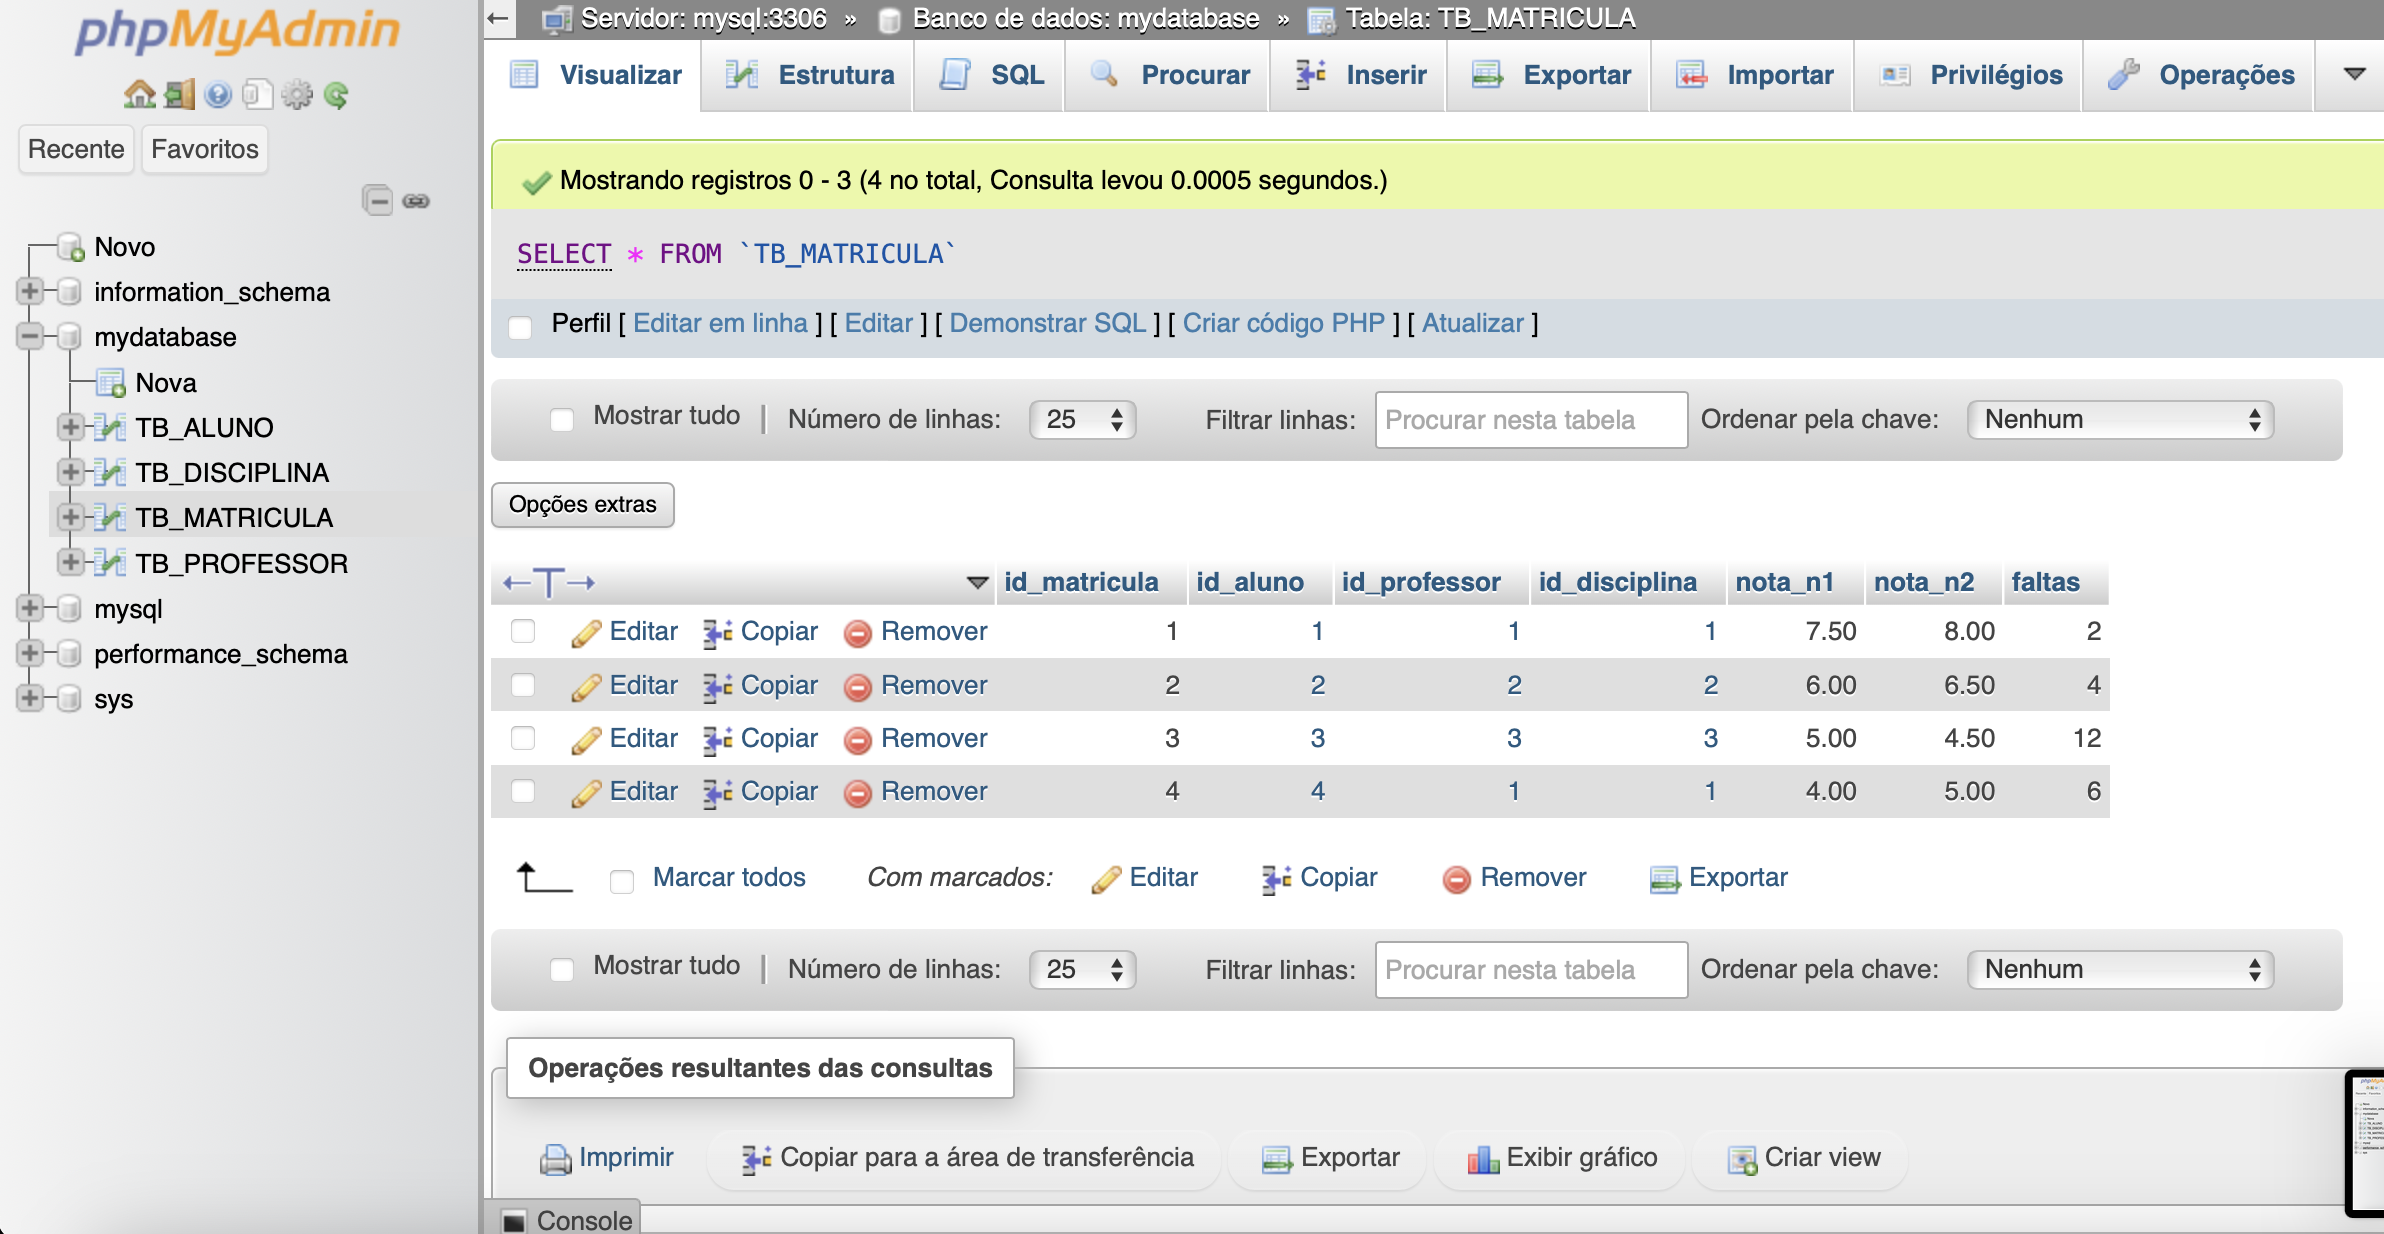 phpMyAdmin
Recente Favoritos
Novo
information_schema
mydatabase
Nova
TB_ALUNO
TB_DISCIPLINA
TB_MATRICULA
TB_PROFESSOR
mysql
performance_schema
sys
Servidor: mysql:3306 » Banco de dados: mydatabase » Tabela: TB_MATRICULA
Visualizar Estrutura SQL Procurar Inserir Exportar Importar Privilégios Operações
Mostrando registros 0 - 3 (4 no total, Consulta levou 0.0005 segundos.)
SELECT * FROM `TB_MATRICULA`
Perfil [ Editar em linha ] [ Editar ] [ Demonstrar SQL ] [ Criar código PHP ] [ Atualizar ]
Mostrar tudo | Número de linhas: 25 Filtrar linhas: Procurar nesta tabela Ordenar pela chave: Nenhum
Opções extras
←T→ id_matricula id_aluno id_professor id_disciplina nota_n1 nota_n2 faltas
Editar Copiar Remover 1 1 1 1 7.50 8.00 2
Editar Copiar Remover 2 2 2 2 6.00 6.50 4
Editar Copiar Remover 3 3 3 3 5.00 4.50 12
Editar Copiar Remover 4 4 1 1 4.00 5.00 6
Marcar todos Com marcados: Editar Copiar Remover Exportar
Mostrar tudo | Número de linhas: 25 Filtrar linhas: Procurar nesta tabela Ordenar pela chave: Nenhum
Operações resultantes das consultas
Imprimir Copiar para a área de transferência Exportar Exibir gráfico Criar view
Console